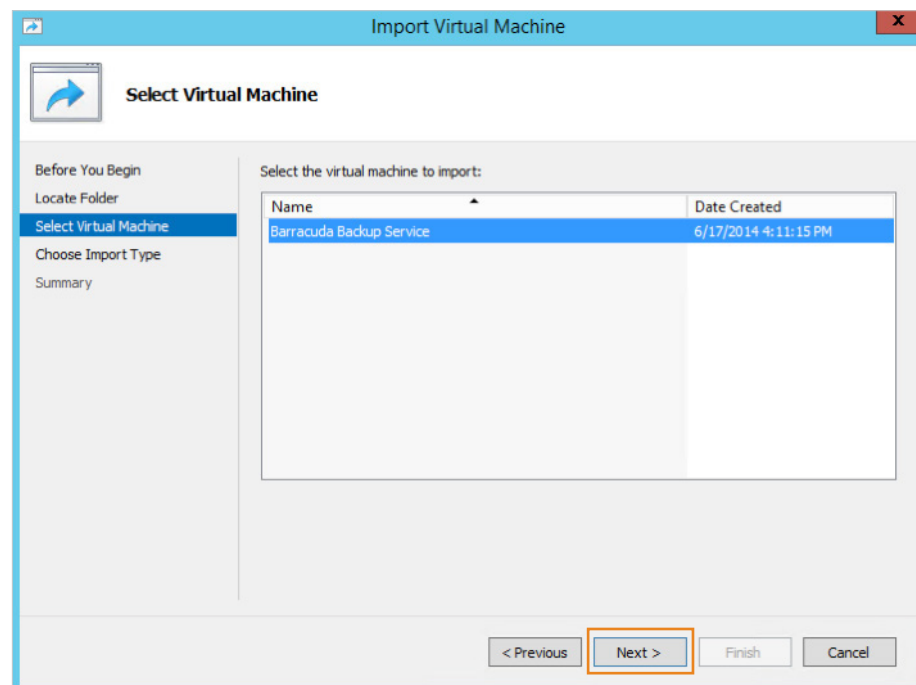 Import Virtual Machine
X
Select Virtual Machine
Before You Begin
Locate Folder
Select Virtual Machine
Choose Import Type
Summary
Select the virtual machine to import:
Name Date Created
Barracuda Backup Service 6/17/2014 4:11:15 PM
< Previous Next > Finish Cancel